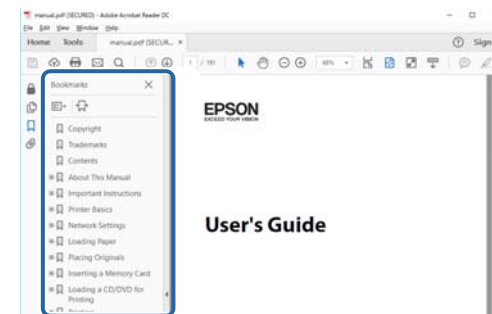 manual.pdf (SECURED) - Adobe Acrobat Reader DC
File Edit View Window Help
Home Tools manual.pdf (SECUR... × Sign
Bookmarks ×
Copyright
Trademarks
Contents
About This Manual
Important Instructions
Printer Basics
Network Settings
Loading Paper
Placing Originals
Inserting a Memory Card
Loading a CD/DVD for
Printing
EPSON
EXCEED YOUR VISION
User's Guide